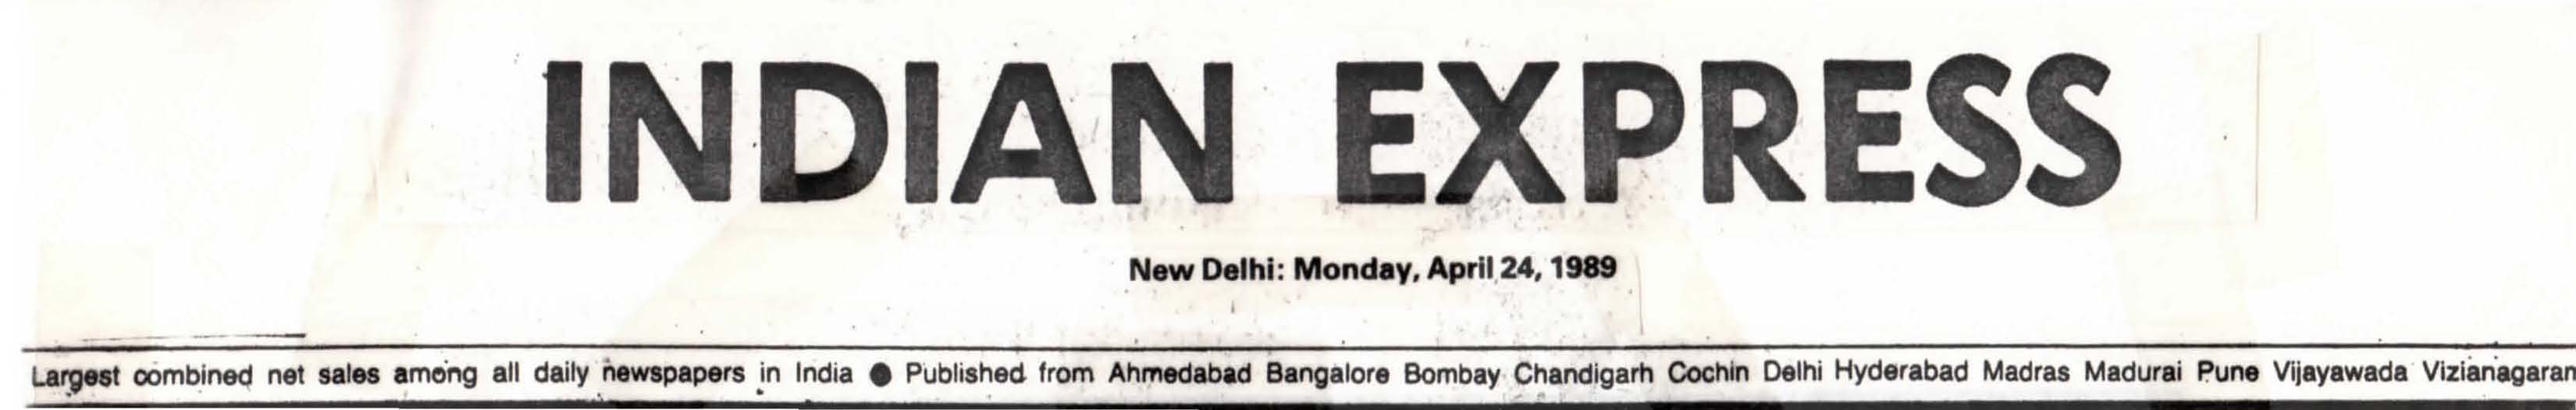 INDIAN EXPRESS
New Delhi: Monday, April 24, 1989
Largest combined net sales among all daily newspapers in India ● Published from Ahmedabad Bangalore Bombay Chandigarh Cochin Delhi Hyderabad Madras Madurai Pune Vijayawada Vizianagaram